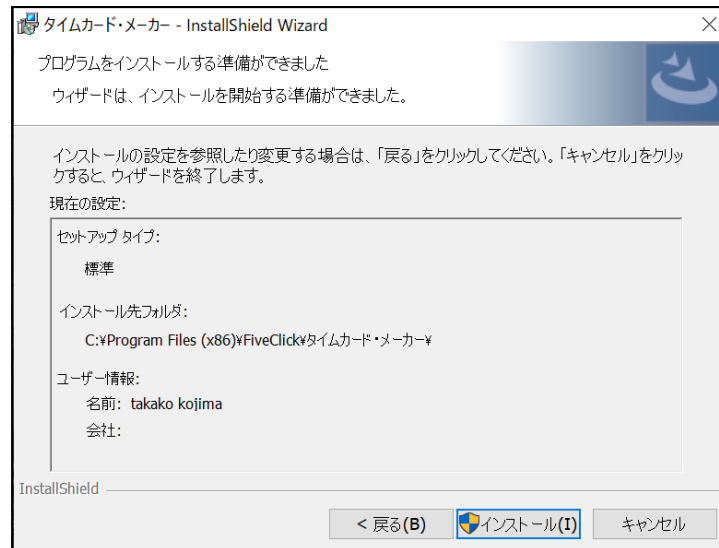 タイムカード・メーカー - InstallShield Wizard
プログラムをインストールする準備ができました
ウィザードは、インストールを開始する準備ができました。
インストールの設定を参照したり変更する場合は、「戻る」をクリックしてください。「キャンセル」をクリッ
クすると、ウィザードを終了します。
現在の設定:
セットアップ タイプ:
標準
インストール先フォルダ:
C:¥Program Files (x86)¥FiveClick¥タイムカード・メーカー¥
ユーザー情報:
名前: takako kojima
会社:
InstallShield
< 戻る(B) インストール(I) キャンセル